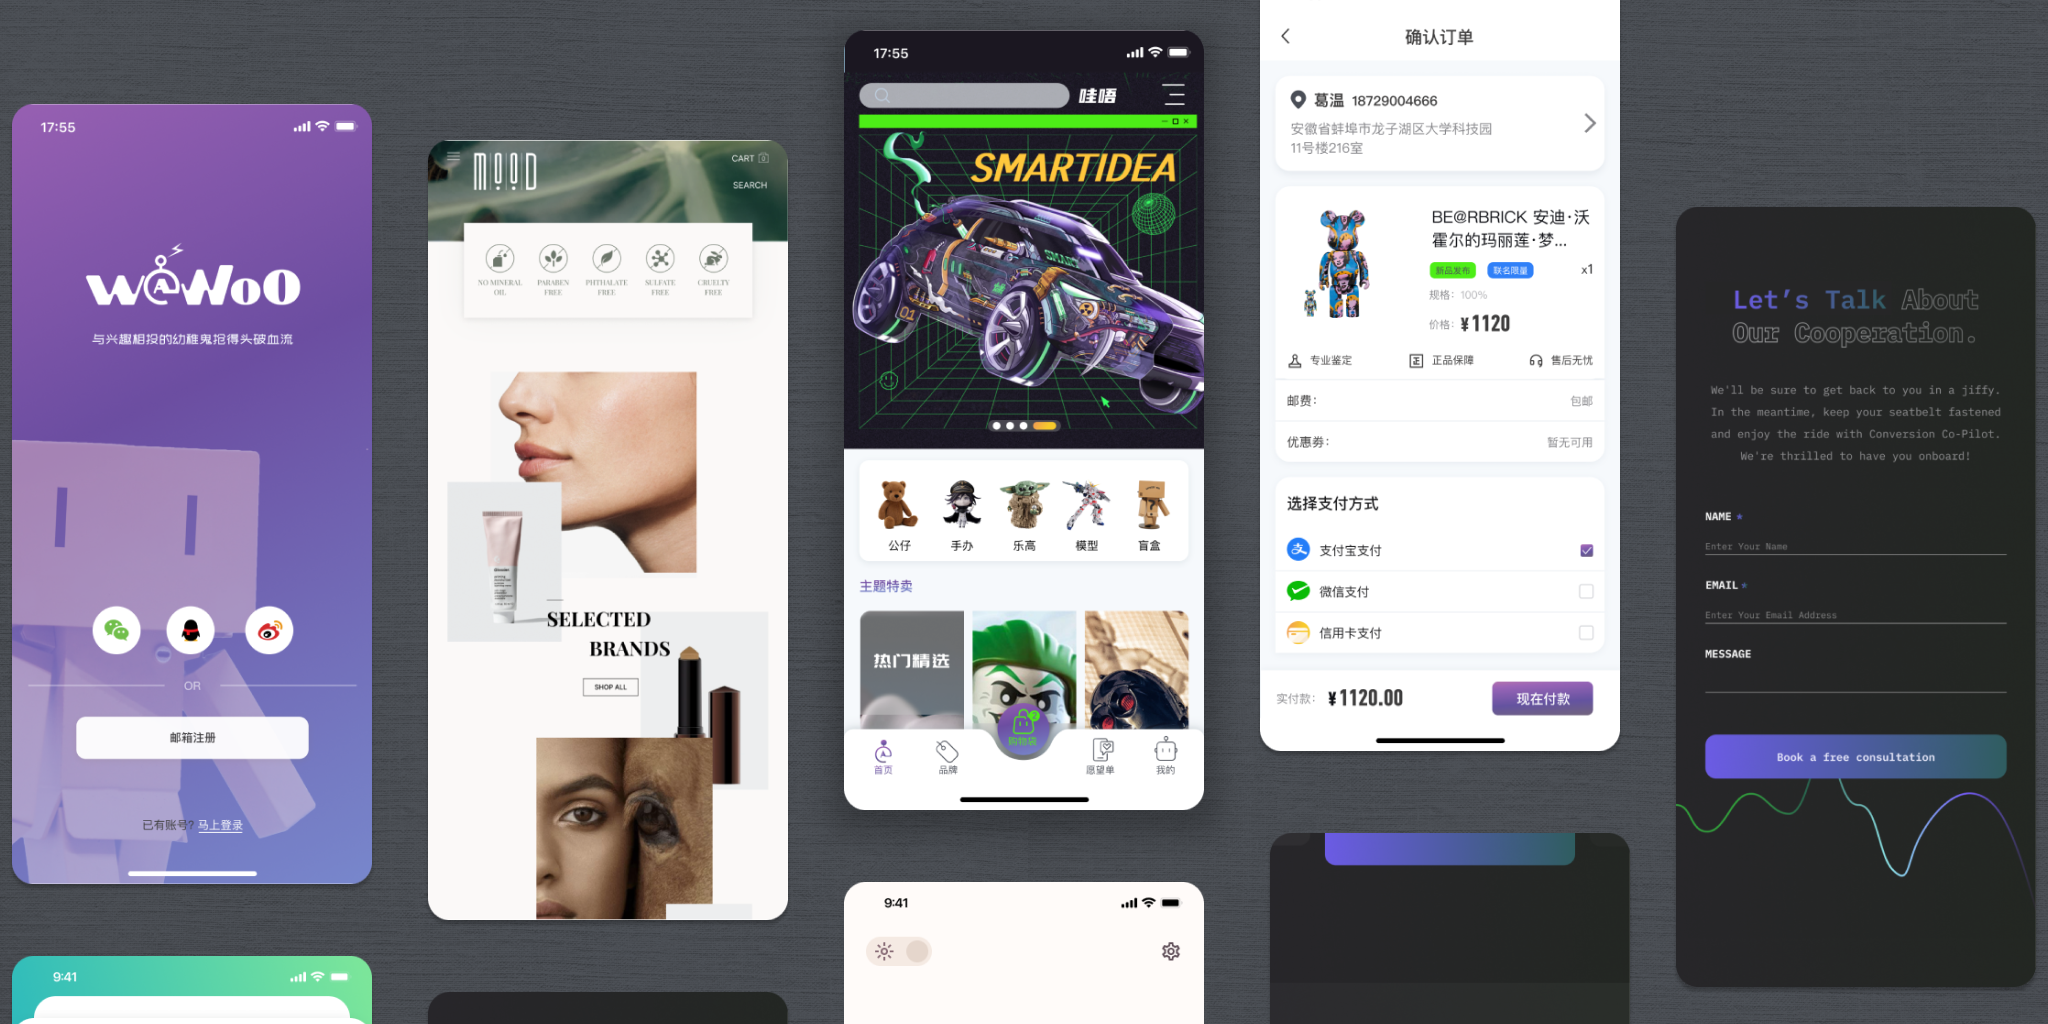 17:55
weWoo
与兴趣相投的幼稚鬼抢得头破血流
OR
邮箱注册
已有账号? 马上登录
9:41
MOOD
CART 0
SEARCH
NO MINERAL OIL
PARABEN FREE
PHTHALATE FREE
SULFATE FREE
CRUELTY FREE
SELECTED
BRANDS
SHOP ALL
17:55
哇唔
SMARTIDEA
SMART
01
公仔
手办
乐高
模型
盲盒
主题特卖
热门精选
首页
品牌
购物袋
愿望单
我的
9:41
确认订单
葛温 18729004666
安徽省蚌埠市龙子湖区大学科技园
11号楼216室
BE@RBRICK 安迪·沃
霍尔的玛丽莲·梦...
新品发布 联名限量 x1
规格: 100%
价格: ¥1120
专业鉴定 正品保障 售后无忧
邮费: 包邮
优惠券: 暂无可用
选择支付方式
支付宝支付
微信支付
信用卡支付
实付款: ¥1120.00 现在付款
Let's Talk About
Our Cooperation.
We'll be sure to get back to you in a jiffy.
In the meantime, keep your seatbelt fastened
and enjoy the ride with Conversion Co-Pilot.
We're thrilled to have you onboard!
NAME *
Enter Your Name
EMAIL *
Enter Your Email Address
MESSAGE
Book a free consultation